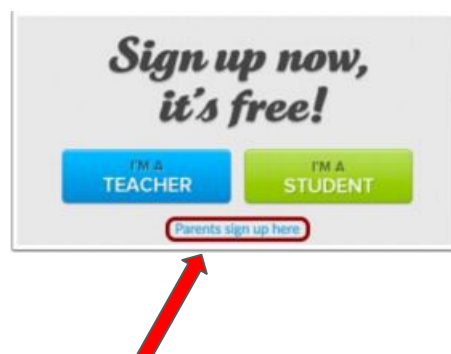 Sign up now,
it's free!
I'M A
TEACHER
I'M A
STUDENT
Parents sign up here